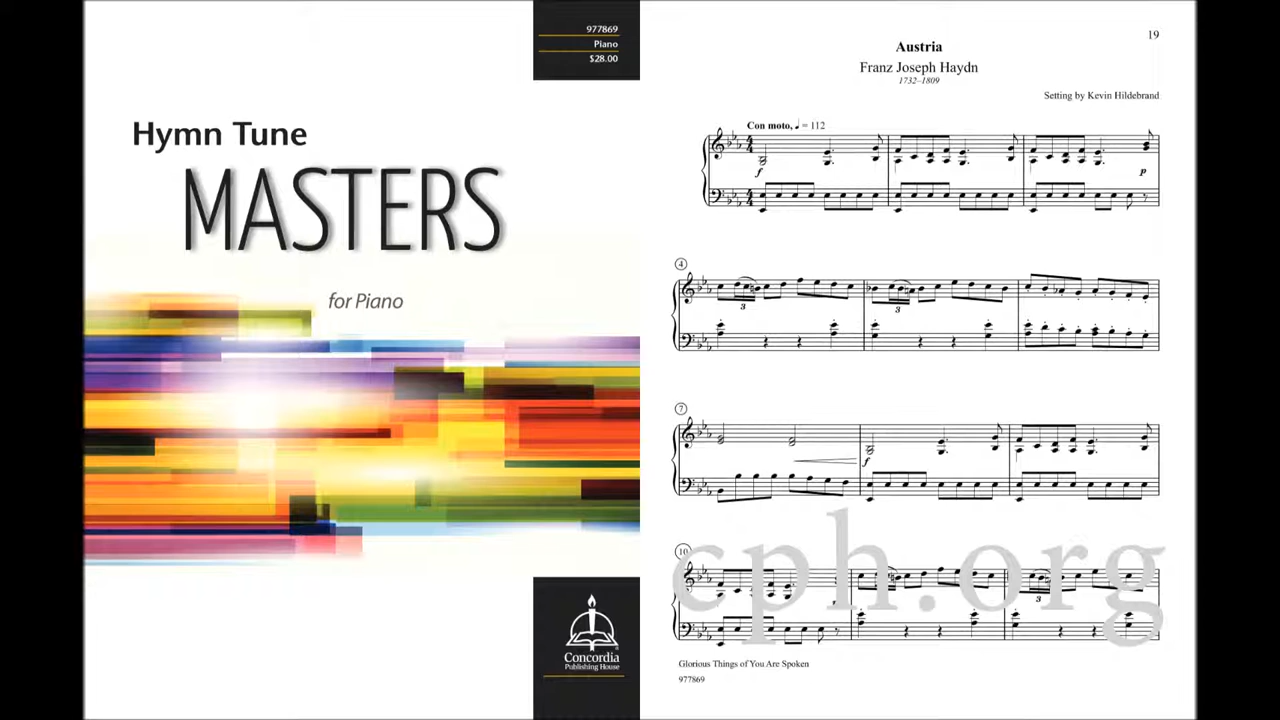 977869
Piano
$28.00
Hymn Tune
MASTERS
for Piano
Concordia
Publishing House
19
Austria
Franz Joseph Haydn
1732–1809
Setting by Kevin Hildebrand
Con moto, ♩ = 112
f
p
4
3
3
7
f
10
3
cph.org
Glorious Things of You Are Spoken
977869